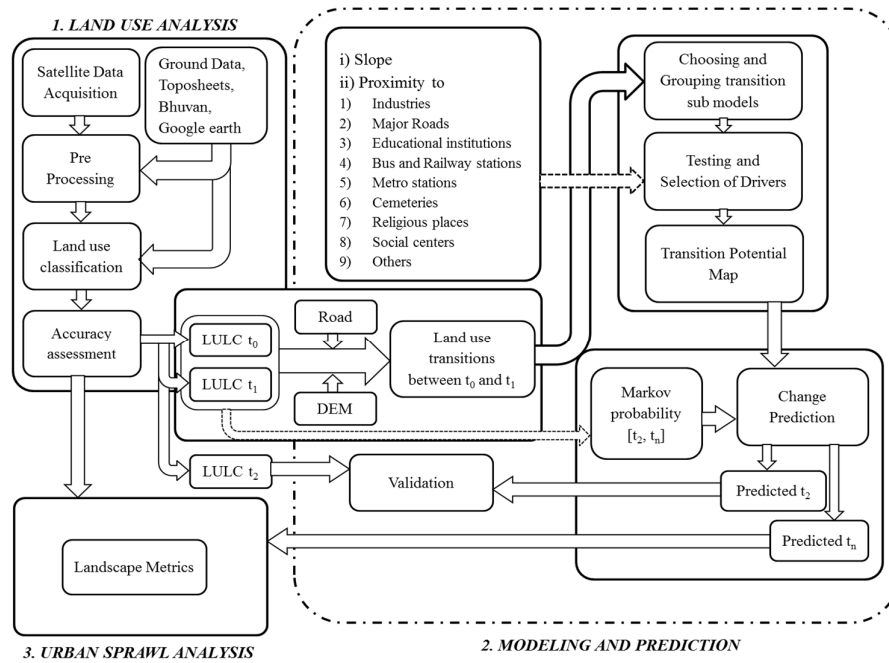 1. LAND USE ANALYSIS
Satellite Data
Acquisition
Ground Data,
Toposheets,
Bhuvan,
Google earth
Pre
Processing
Land use
classification
Accuracy
assessment
i) Slope
ii) Proximity to
1) Industries
2) Major Roads
3) Educational institutions
4) Bus and Railway stations
5) Metro stations
6) Cemeteries
7) Religious places
8) Social centers
9) Others
Choosing and
Grouping transition
sub models
Testing and
Selection of Drivers
Transition Potential
Map
LULC t0
LULC t1
Road
DEM
Land use
transitions
between t0 and t1
Markov
probability
[t2, tn]
Change
Prediction
LULC t2
Validation
Predicted t2
Predicted tn
Landscape Metrics
3. URBAN SPRAWL ANALYSIS
2. MODELING AND PREDICTION